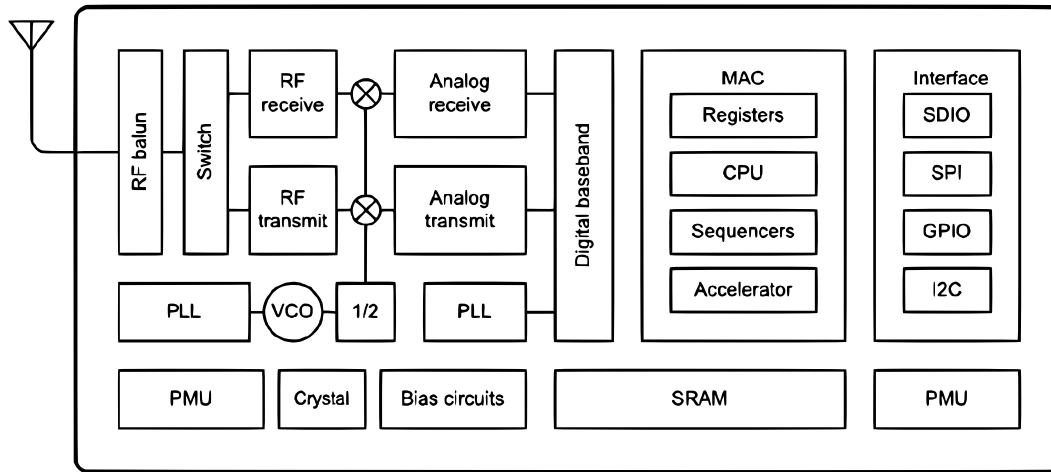 RF balun
Switch
RF
receive
Analog
receive
RF
transmit
Analog
transmit
Digital baseband
PLL
VCO
1/2
PLL
MAC
Registers
CPU
Sequencers
Accelerator
Interface
SDIO
SPI
GPIO
I2C
PMU
Crystal
Bias circuits
SRAM
PMU